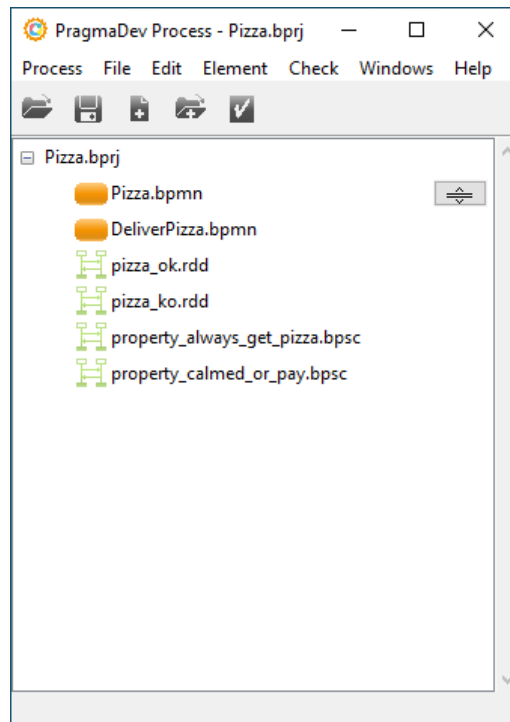 PragmaDev Process - Pizza.bprj
Process File Edit Element Check Windows Help
Pizza.bprj
Pizza.bpmn
DeliverPizza.bpmn
pizza_ok.rdd
pizza_ko.rdd
property_always_get_pizza.bpsc
property_calmed_or_pay.bpsc